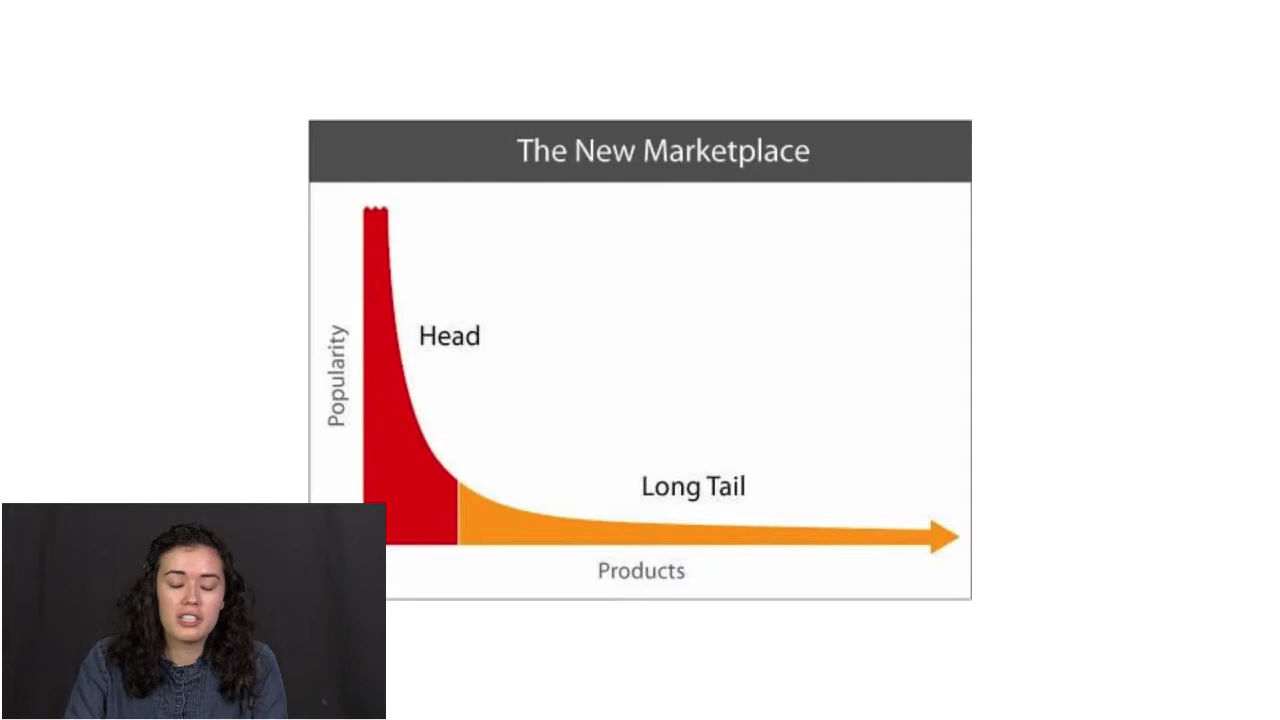 The New Marketplace
Popularity
Head
Long Tail
Products